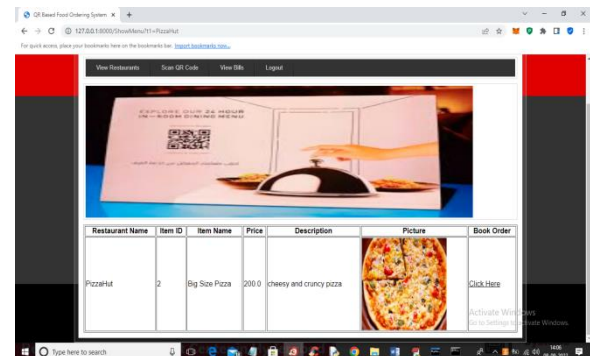 QR Based Food Ordering System
127.0.0.1:8000/ShowMenu?t1=PizzaHut
For quick access, place your bookmarks here on the bookmarks bar. Import bookmarks now...
View Restaurants Scan QR Code View Bills Logout
EXPLORE OUR 24 HOUR
IN-ROOM DINING MENU
Restaurant Name Item ID Item Name Price Description Picture Book Order
PizzaHut 2 Big Size Pizza 200.0 cheesy and cruncy pizza Click Here
Activate Windows
Go to Settings to activate Windows.
Type here to search
14:06